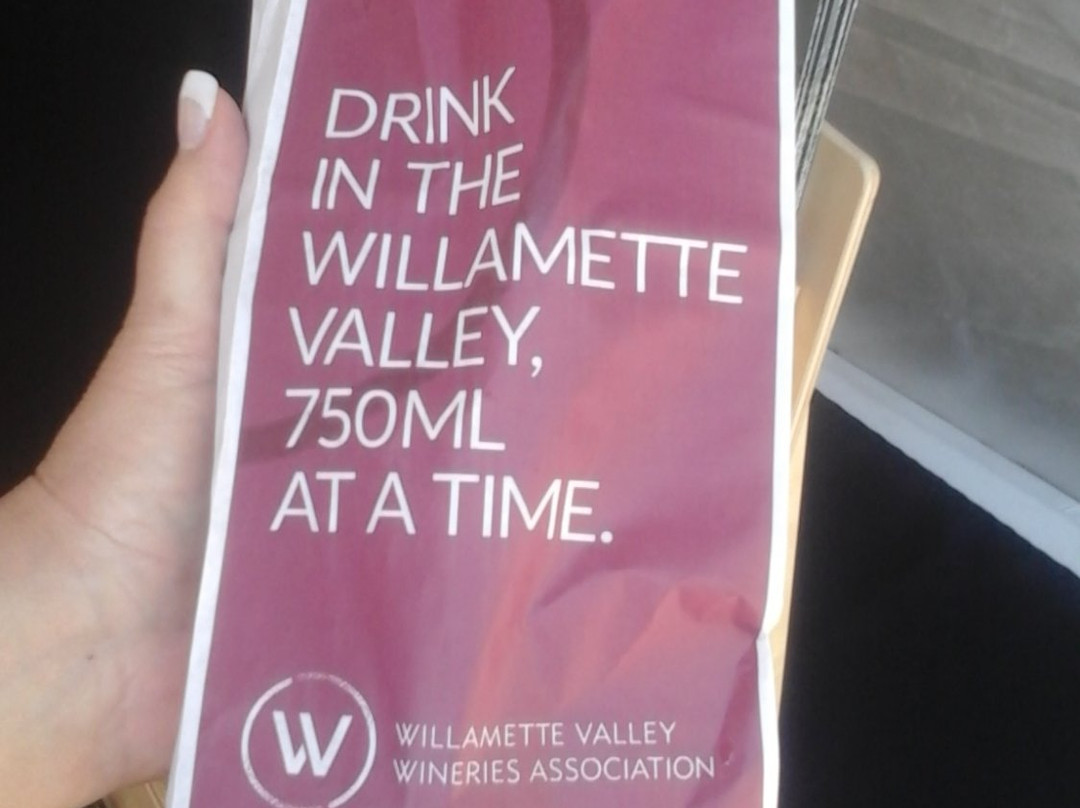 DRINK
IN THE
WILLAMETTE
VALLEY,
750ML
AT A TIME.
W
WILLAMETTE VALLEY
WINERIES ASSOCIATION